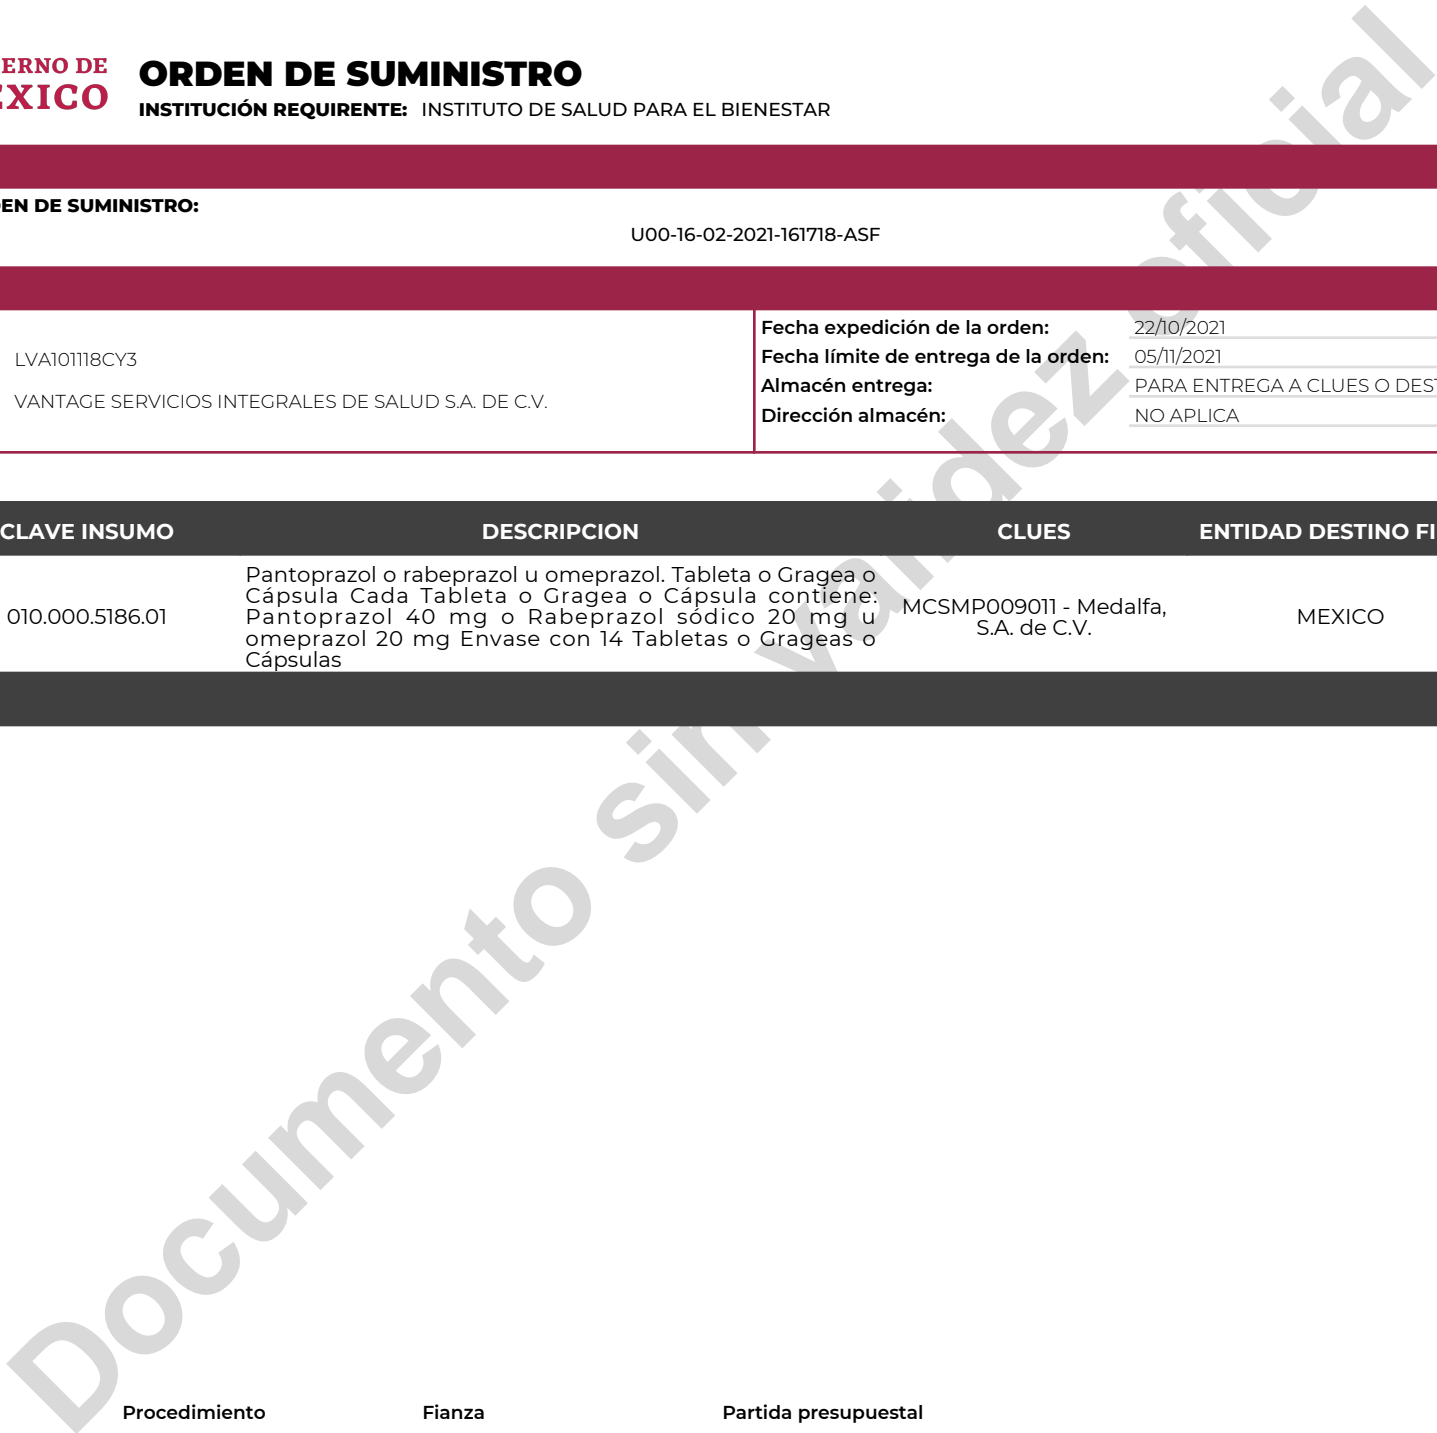 ERNO DE
EXICO
ORDEN DE SUMINISTRO
INSTITUCIÓN REQUIRENTE: INSTITUTO DE SALUD PARA EL BIENESTAR
EN DE SUMINISTRO:
U00-16-02-2021-161718-ASF
LVA101118CY3
VANTAGE SERVICIOS INTEGRALES DE SALUD S.A. DE C.V.
Fecha expedición de la orden: 22/10/2021
Fecha límite de entrega de la orden: 05/11/2021
Almacén entrega: PARA ENTREGA A CLUES O DEST
Dirección almacén: NO APLICA
CLAVE INSUMO DESCRIPCION CLUES ENTIDAD DESTINO FI
010.000.5186.01
Pantoprazol o rabeprazol u omeprazol. Tableta o Gragea o
Cápsula Cada Tableta o Gragea o Cápsula contiene:
Pantoprazol 40 mg o Rabeprazol sódico 20 mg u
omeprazol 20 mg Envase con 14 Tabletas o Grageas o
Cápsulas
MCSMP009011 - Medalfa,
S.A. de C.V.
MEXICO
Documento sin validez oficial
Procedimiento Fianza Partida presupuestal